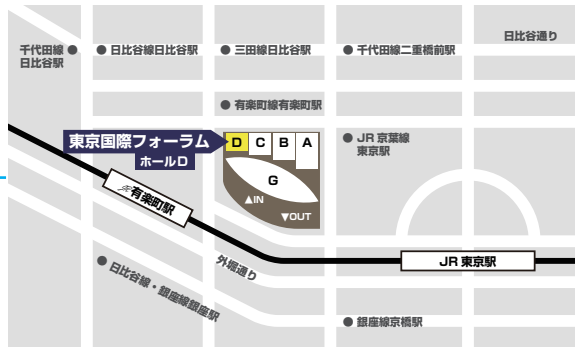 日比谷通り
千代田線
日比谷駅
日比谷線日比谷駅
三田線日比谷駅
千代田線二重橋前駅
有楽町線有楽町駅
東京国際フォーラム
ホールD
D
C
B
A
G
▲IN
▼OUT
JR 京葉線
東京駅
JR有楽町駅
外堀通り
JR 東京駅
日比谷線・銀座線銀座駅
銀座線京橋駅